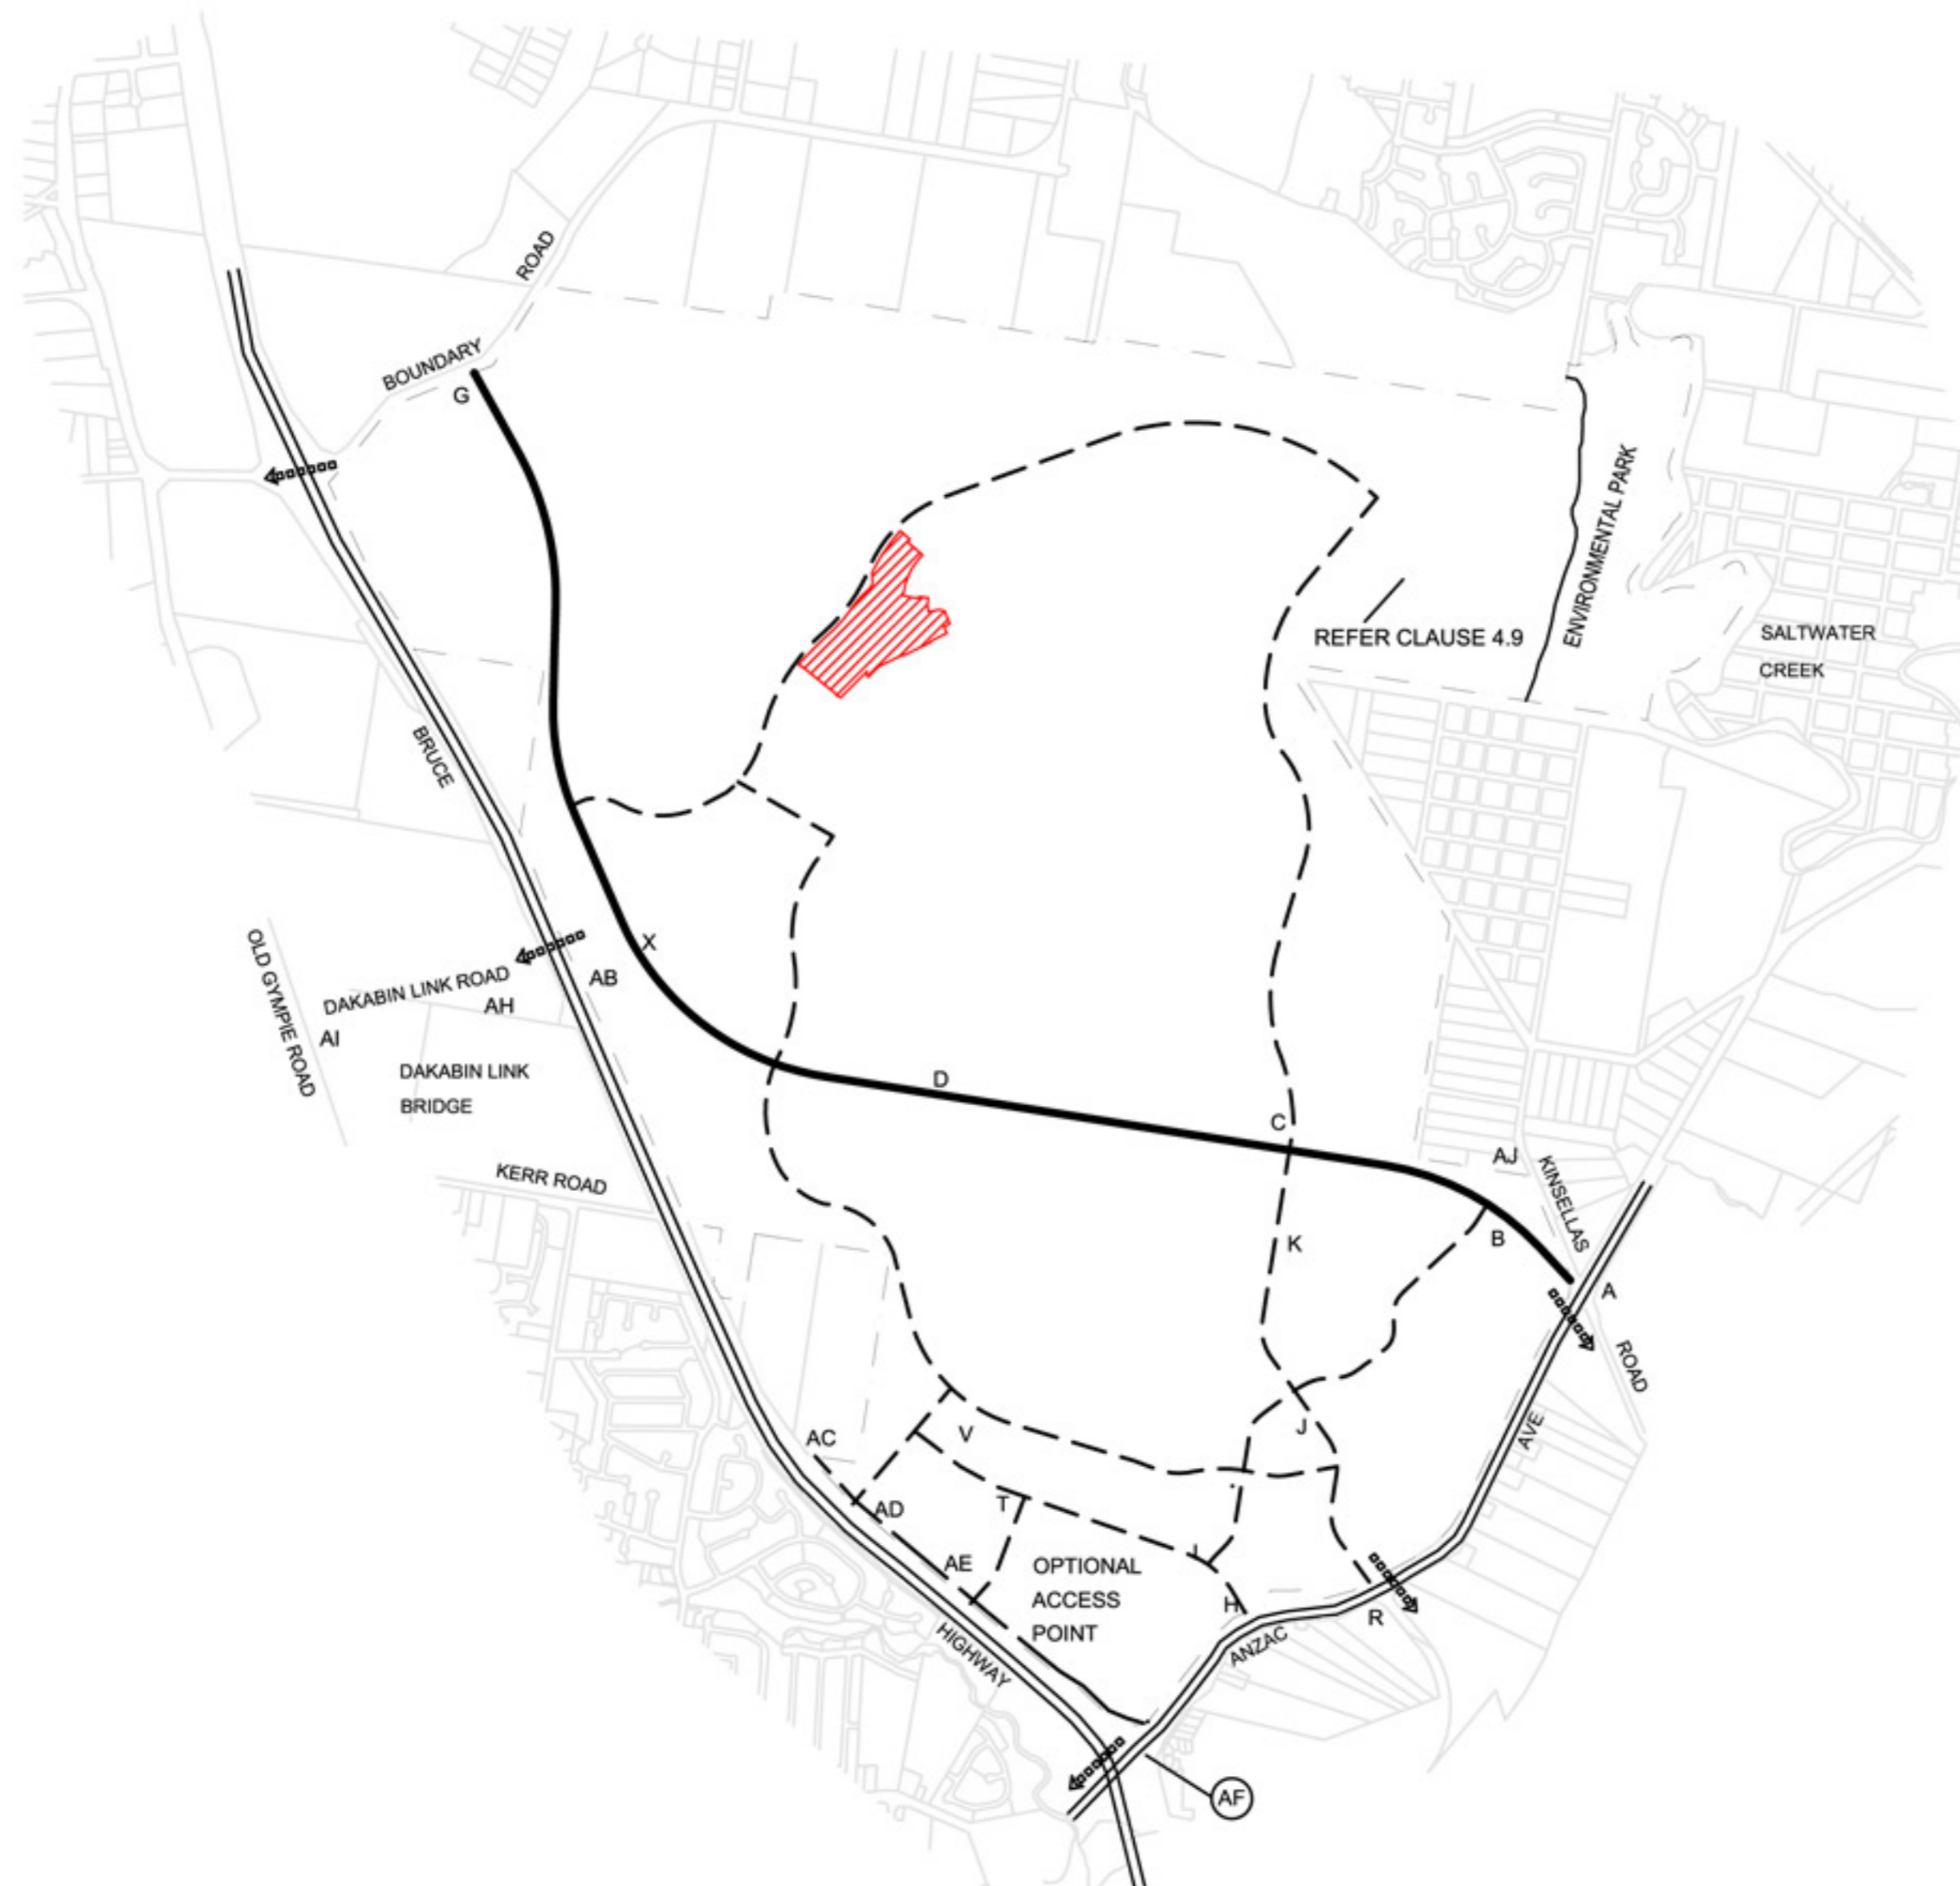 ROAD
BOUNDARY
G
ENVIRONMENTAL PARK
REFER CLAUSE 4.9
SALTWATER
CREEK
BRUCE
X
OLD GYMPIE ROAD
DAKABIN LINK ROAD
AB
AH
AI
DAKABIN LINK
BRIDGE
D
C
AJ
KINSELLAS
KERR ROAD
K
B
A
ROAD
AVE
J
V
AC
AD
T
AE
OPTIONAL
ACCESS
POINT
I
H
R
ANZAC
HIGHWAY
AF